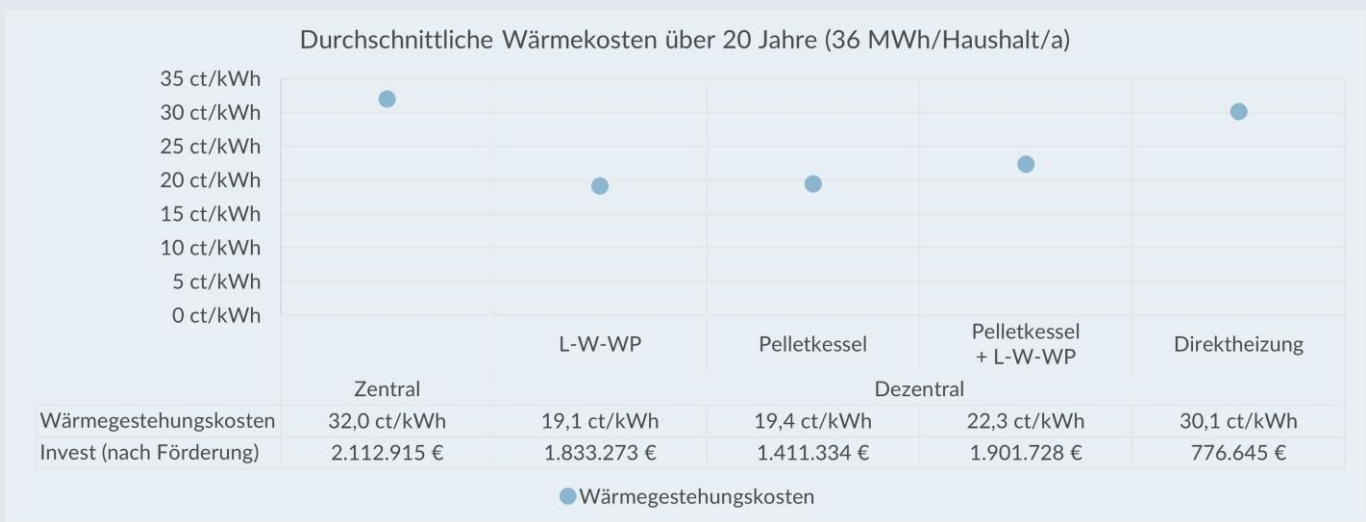 Durchschnittliche Wärmekosten über 20 Jahre (36 MWh/Haushalt/a)
35 ct/kWh
30 ct/kWh
25 ct/kWh
20 ct/kWh
15 ct/kWh
10 ct/kWh
5 ct/kWh
0 ct/kWh
L-W-WP Pelletkessel Pelletkessel + L-W-WP Direktheizung
Zentral Dezentral
Wärmegestehungskosten 32,0 ct/kWh 19,1 ct/kWh 19,4 ct/kWh 22,3 ct/kWh 30,1 ct/kWh
Invest (nach Förderung) 2.112.915 € 1.833.273 € 1.411.334 € 1.901.728 € 776.645 €
Wärmegestehungskosten